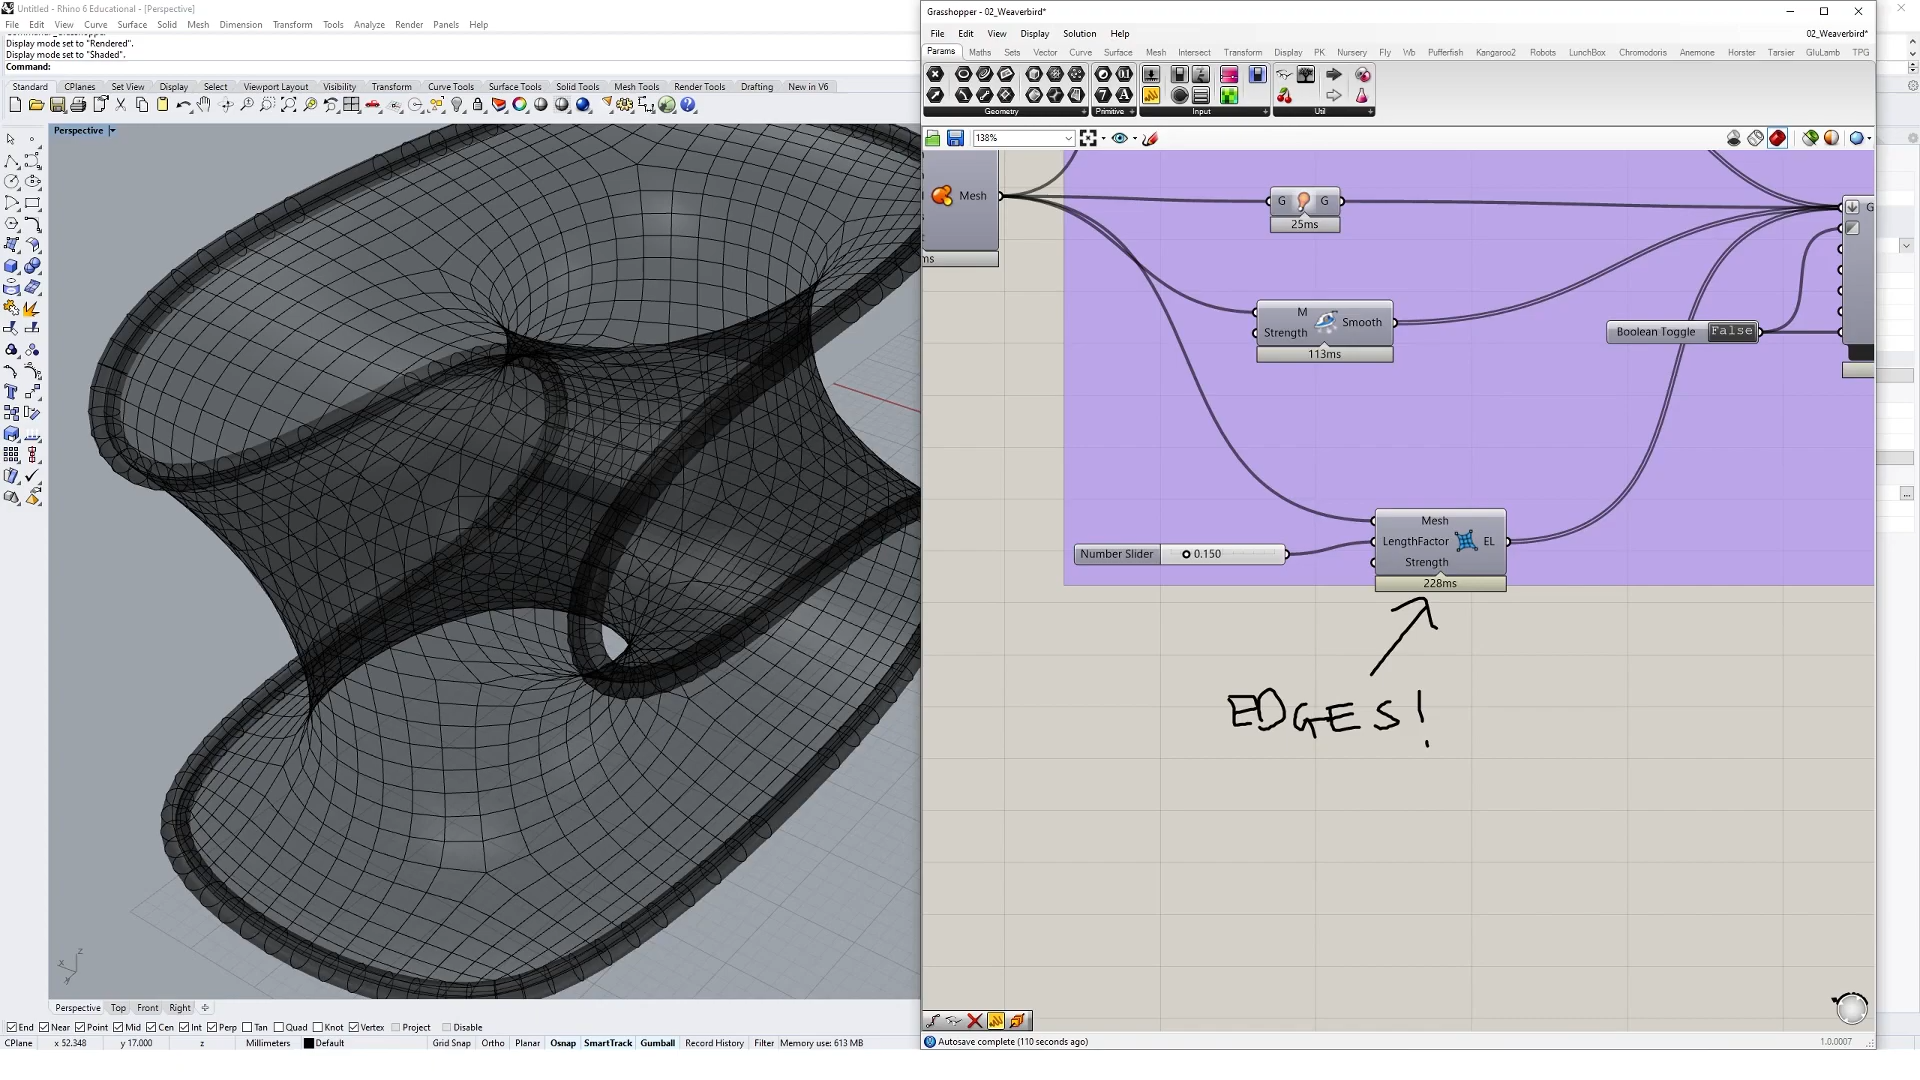 Untitled - Rhino 6 Educational - [Perspective]
File Edit View Curve Surface Solid Mesh Dimension Transform Tools Analyze Render Panels Help
Display mode set to "Rendered".
Display mode set to "Shaded".
Command:
Standard CPlanes Set View Display Select Viewport Layout Visibility Transform Curve Tools Surface Tools Solid Tools Mesh Tools Render Tools Drafting New in V6
Perspective
z
x
y
Perspective Top Front Right
End Near Point Mid Cen Int Perp Tan Quad Knot Vertex Project Disable
CPlane x 52.348 y 17.000 z Millimeters Default Grid Snap Ortho Planar Osnap SmartTrack Gumball Record History Filter Memory use: 613 MB
Grasshopper - 02_Weaverbird*
File Edit View Display Solution Help
02_Weaverbird*
Params Maths Sets Vector Curve Surface Mesh Intersect Transform Display PK Nursery Fly Wb Pufferfish Kangaroo2 Robots LunchBox Chromodoris Anemone Horster Tarsier GluLamb TPG
Geometry Primitive Input Util
138%
Mesh
ms
G G
25ms
M
Strength
Smooth
113ms
Boolean Toggle False
G
Number Slider 0.150
Mesh
LengthFactor EL
Strength
228ms
EDGES!
Autosave complete (110 seconds ago)
1.0.0007